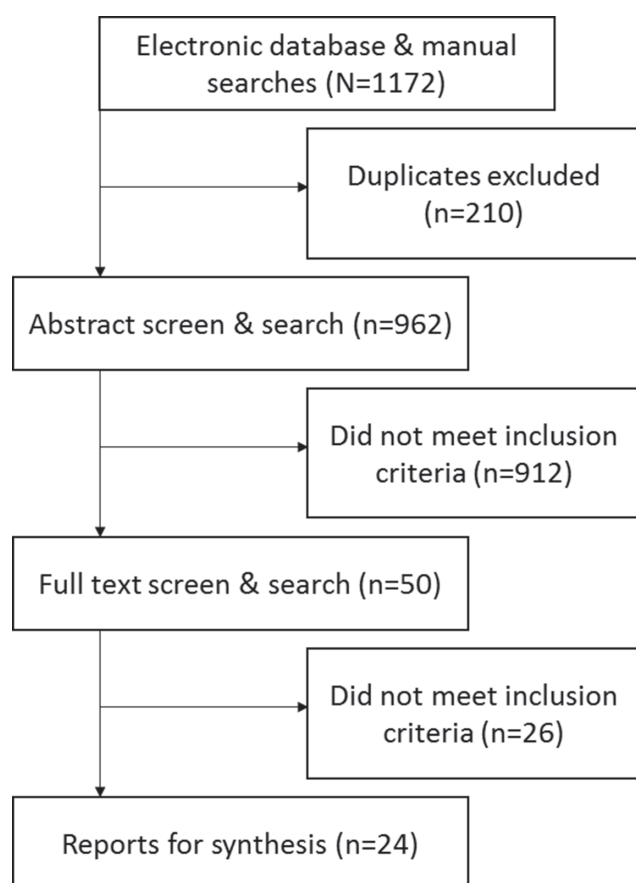 Electronic database & manual
searches (N=1172)
Duplicates excluded
(n=210)
Abstract screen & search (n=962)
Did not meet inclusion
criteria (n=912)
Full text screen & search (n=50)
Did not meet inclusion
criteria (n=26)
Reports for synthesis (n=24)